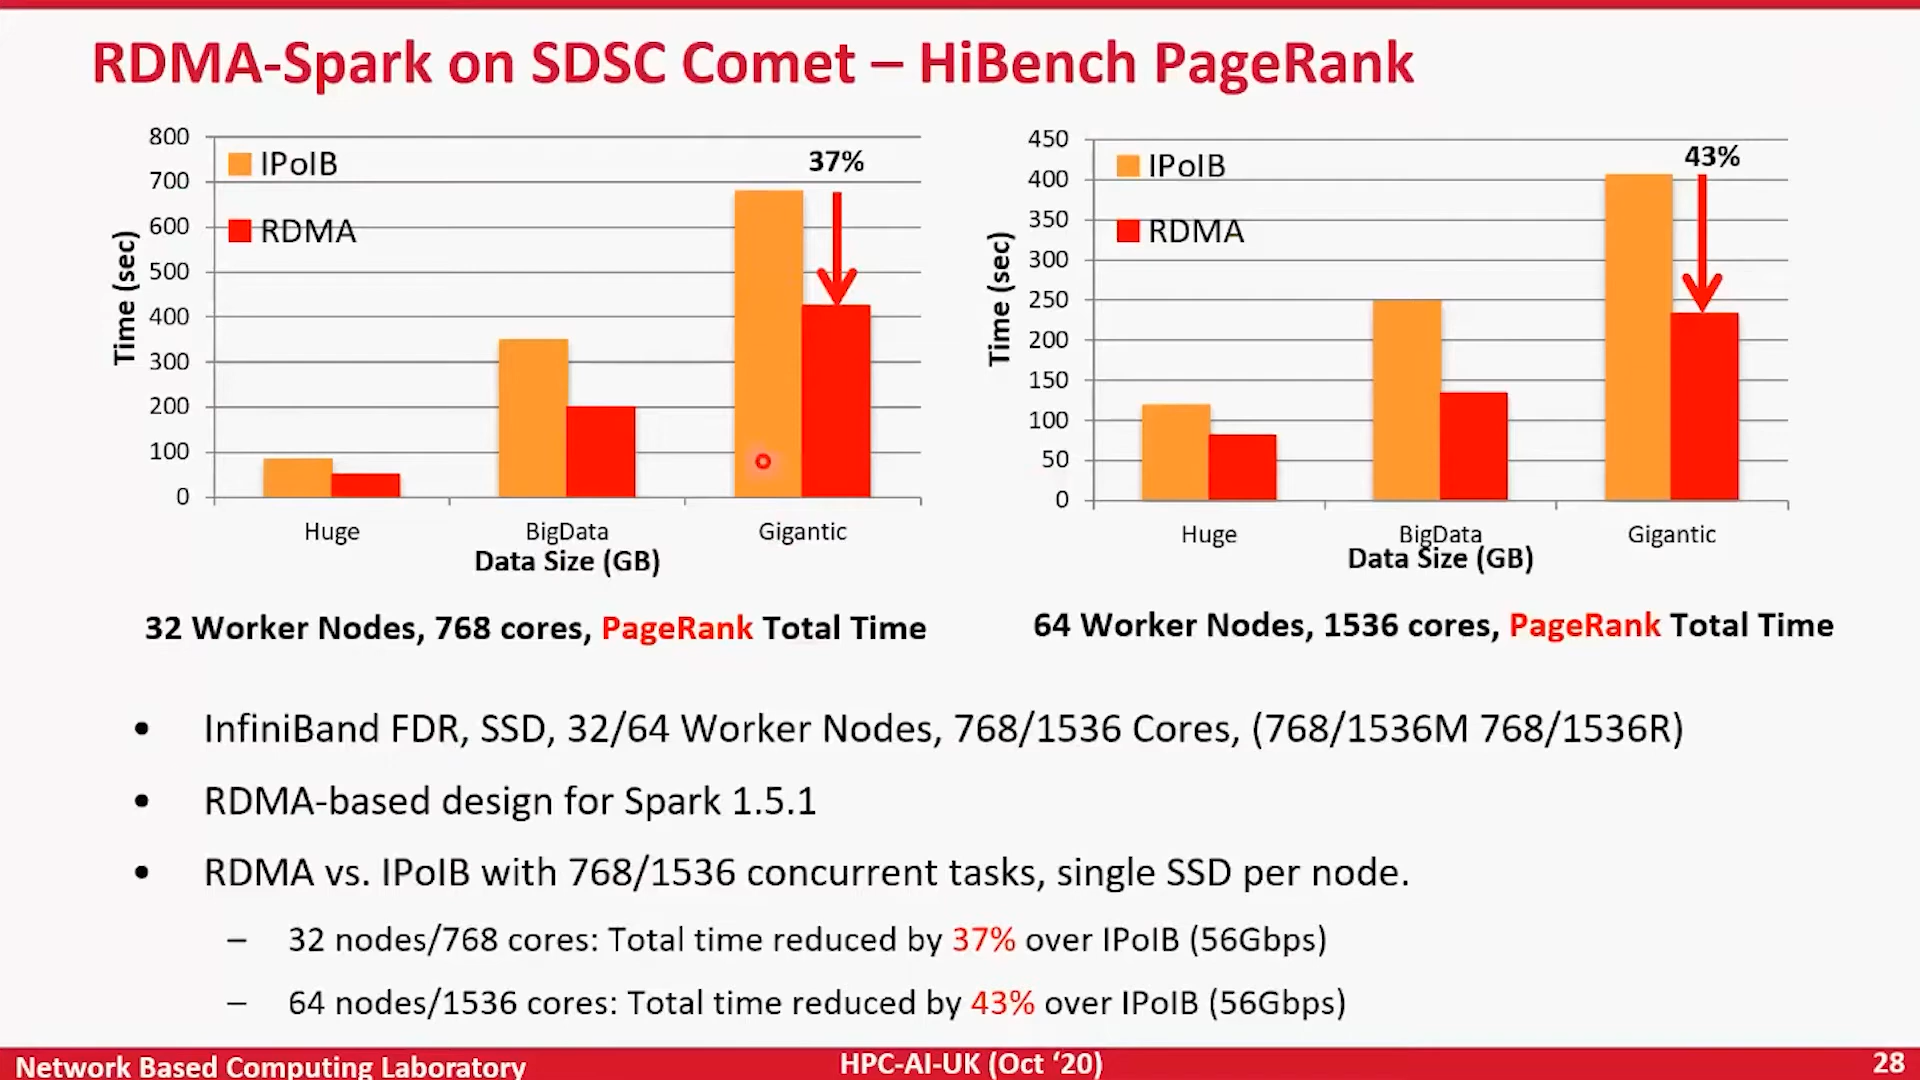 RDMA-Spark on SDSC Comet – HiBench PageRank
800
700
600
500
400
300
200
100
0
Time (sec)
IPoIB
RDMA
37%
Huge
BigData
Gigantic
Data Size (GB)
32 Worker Nodes, 768 cores, PageRank Total Time
450
400
350
300
250
200
150
100
50
0
Time (sec)
IPoIB
RDMA
43%
Huge
BigData
Gigantic
Data Size (GB)
64 Worker Nodes, 1536 cores, PageRank Total Time
• InfiniBand FDR, SSD, 32/64 Worker Nodes, 768/1536 Cores, (768/1536M 768/1536R)
• RDMA-based design for Spark 1.5.1
• RDMA vs. IPoIB with 768/1536 concurrent tasks, single SSD per node.
– 32 nodes/768 cores: Total time reduced by 37% over IPoIB (56Gbps)
– 64 nodes/1536 cores: Total time reduced by 43% over IPoIB (56Gbps)
Network Based Computing Laboratory
HPC-AI-UK (Oct ‘20)
28